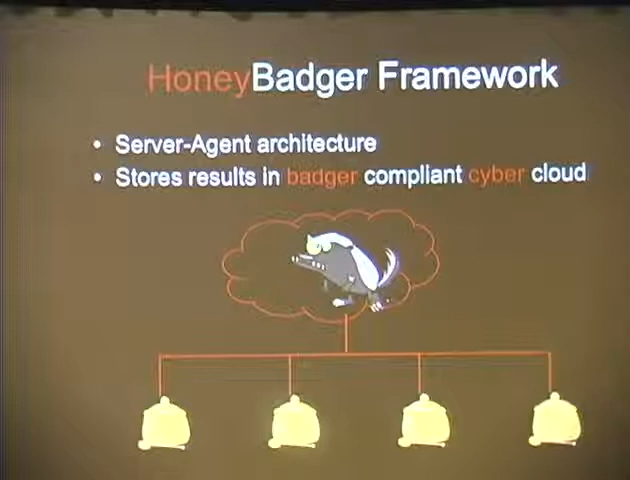 HoneyBadger Framework
• Server-Agent architecture
• Stores results in badger compliant cyber cloud